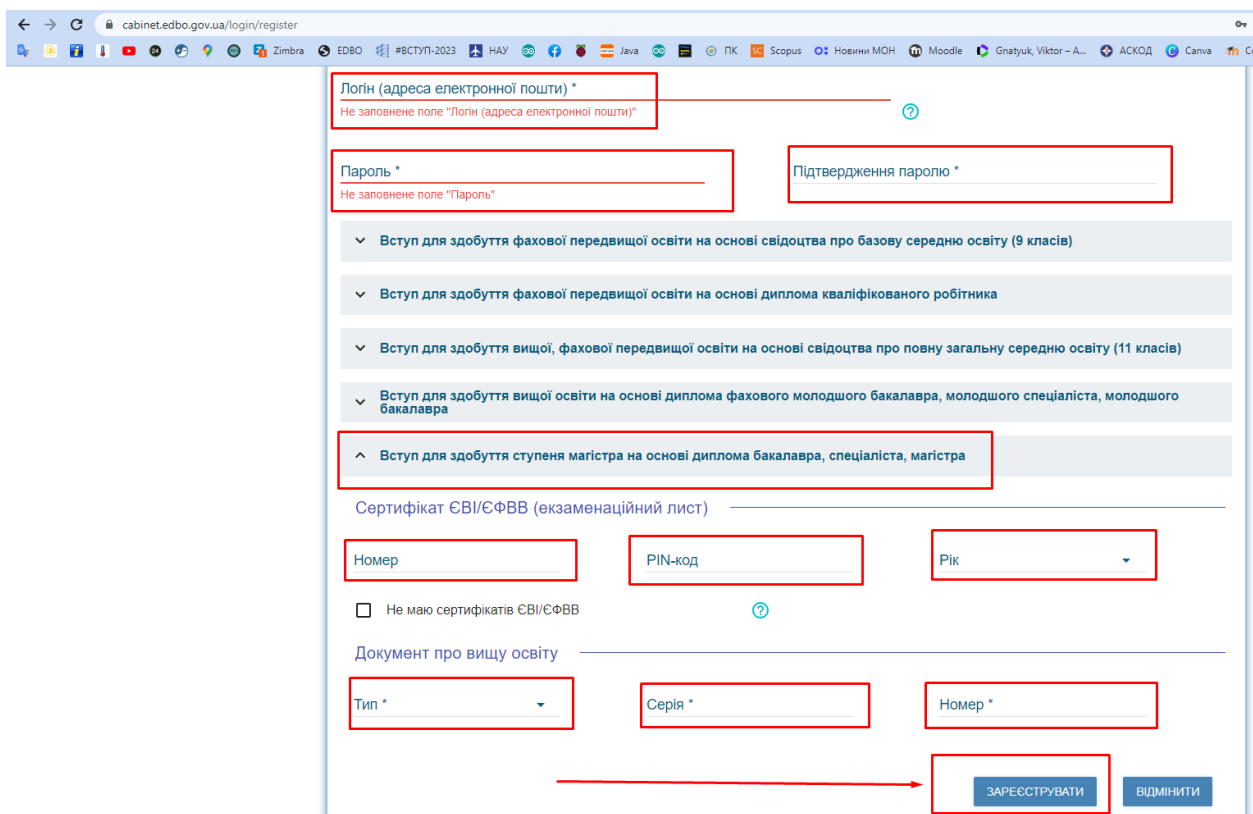 cabinet.edbo.gov.ua/login/register
Zimbra EDBO #ВСТУП-2023 НАУ Java ПК SC Scopus Новини МОН Moodle Gnatyuk, Viktor – A... АСКОД Canva
Логін (адреса електронної пошти) *
Не заповнене поле "Логін (адреса електронної пошти)"
Пароль * Підтвердження паролю *
Не заповнене поле "Пароль"
Вступ для здобуття фахової передвищої освіти на основі свідоцтва про базову середню освіту (9 класів)
Вступ для здобуття фахової передвищої освіти на основі диплома кваліфікованого робітника
Вступ для здобуття вищої, фахової передвищої освіти на основі свідоцтва про повну загальну середню освіту (11 класів)
Вступ для здобуття вищої освіти на основі диплома фахового молодшого бакалавра, молодшого спеціаліста, молодшого
бакалавра
Вступ для здобуття ступеня магістра на основі диплома бакалавра, спеціаліста, магістра
Сертифікат ЄВІ/ЄФВВ (екзаменаційний лист)
Номер PIN-код Рік
Не маю сертифікатів ЄВІ/ЄФВВ
Документ про вищу освіту
Тип * Серія * Номер *
ЗАРЕЄСТРУВАТИ ВІДМІНИТИ